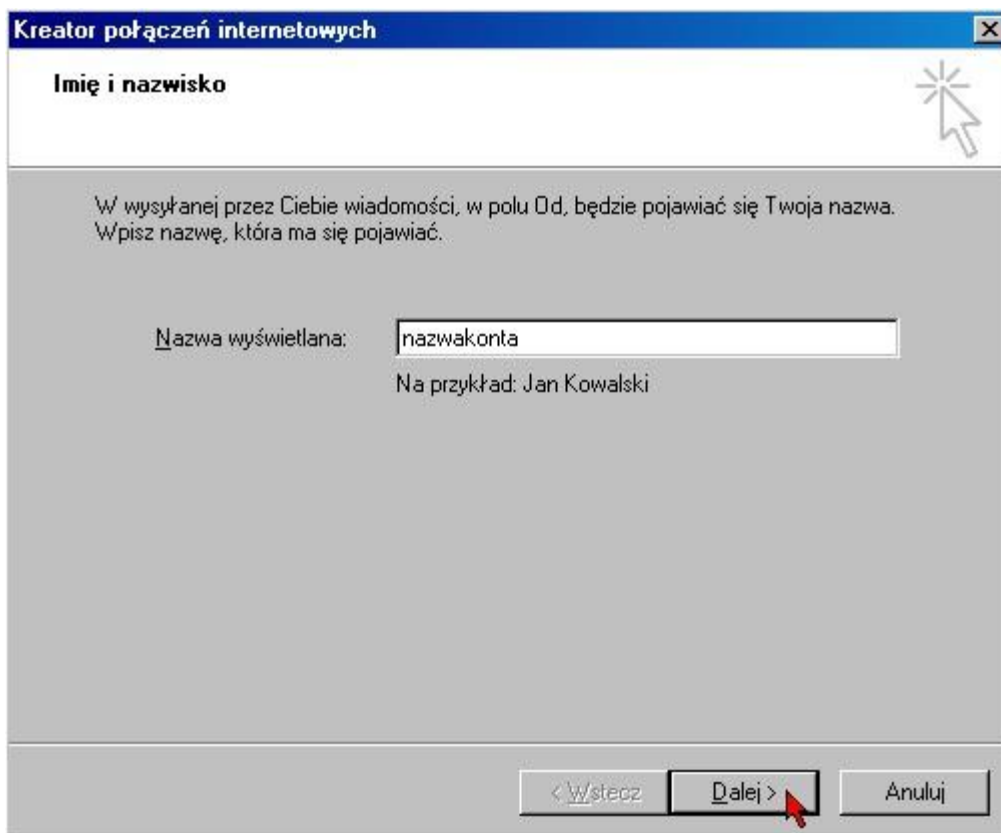 Kreator połączeń internetowych
Imię i nazwisko
W wysyłanej przez Ciebie wiadomości, w polu Od, będzie pojawiać się Twoja nazwa.
Wpisz nazwę, która ma się pojawiać.
Nazwa wyświetlana: nazwakonta
Na przykład: Jan Kowalski
< Wstecz Dalej > Anuluj